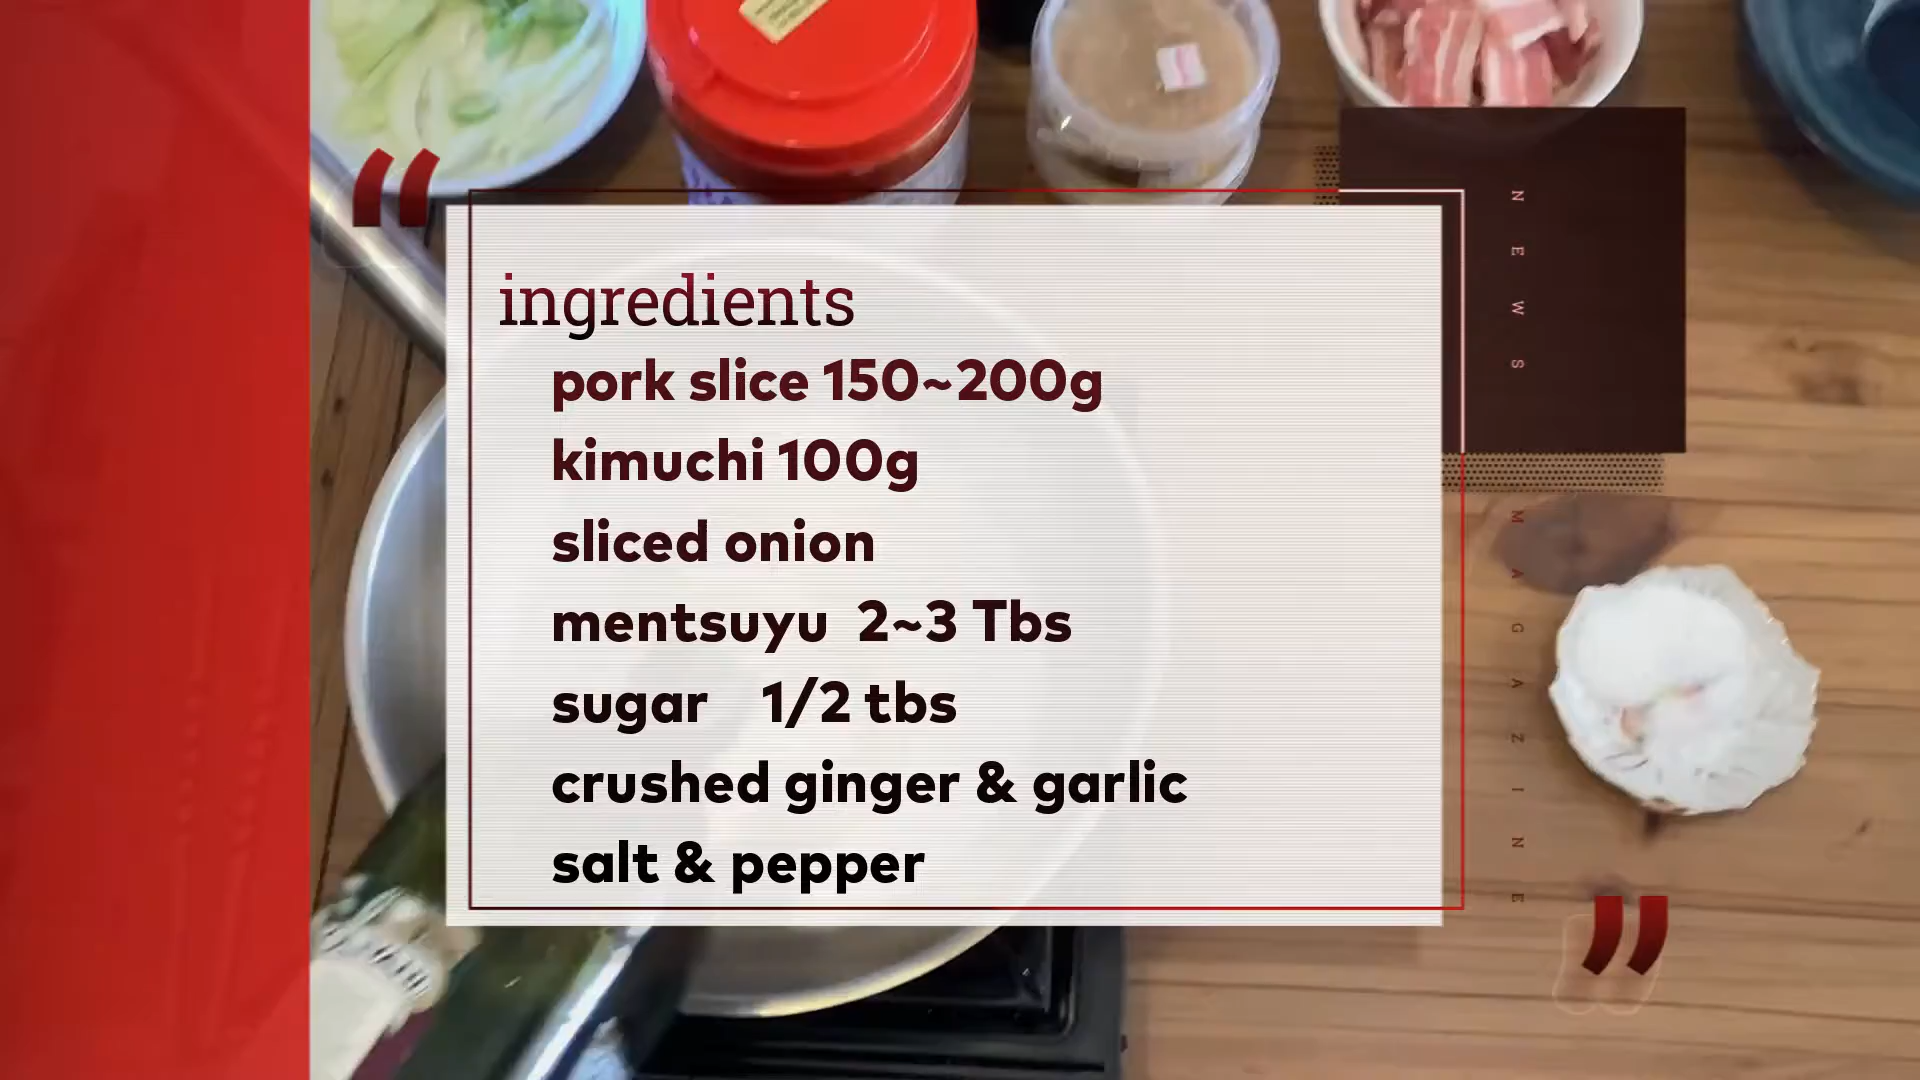 “
ingredients
pork slice 150~200g
kimuchi 100g
sliced onion
mentsuyu 2~3 Tbs
sugar 1/2 tbs
crushed ginger & garlic
salt & pepper
NEWS MAGAZINE
”